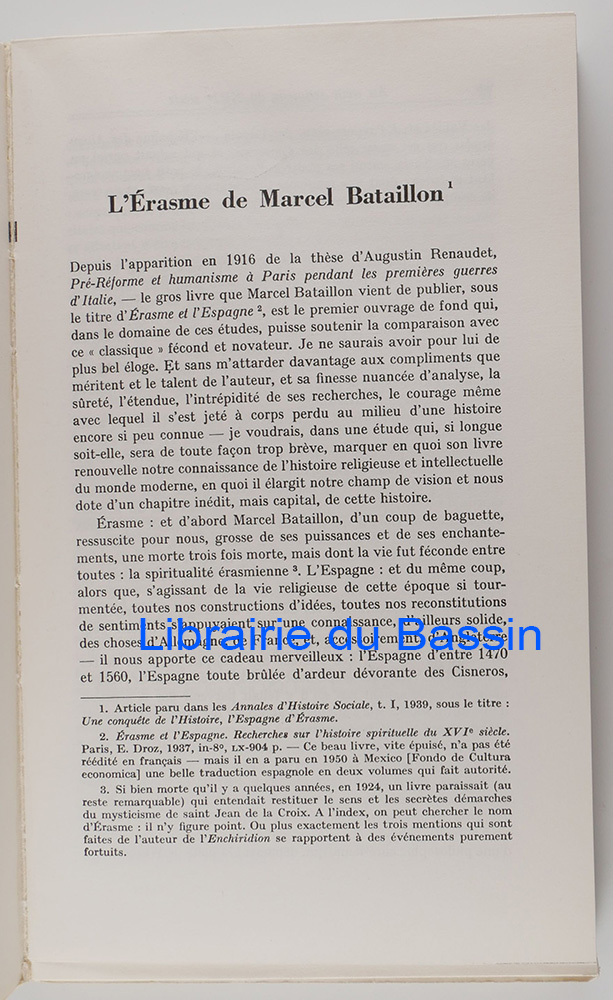 L'Érasme de Marcel Bataillon¹
Depuis l'apparition en 1916 de la thèse d'Augustin Renaudet,
Pré-Réforme et humanisme à Paris pendant les premières guerres
d'Italie, — le gros livre que Marcel Bataillon vient de publier, sous
le titre d'Érasme et l'Espagne ², est le premier ouvrage de fond qui,
dans le domaine de ces études, puisse soutenir la comparaison avec
ce « classique » fécond et novateur. Je ne saurais avoir pour lui de
plus bel éloge. Et sans m'attarder davantage aux compliments que
méritent et le talent de l'auteur, et sa finesse nuancée d'analyse, la
sûreté, l'étendue, l'intrépidité de ses recherches, le courage même
avec lequel il s'est jeté à corps perdu au milieu d'une histoire
encore si peu connue — je voudrais, dans une étude qui, si longue
soit-elle, sera de toute façon trop brève, marquer en quoi son livre
renouvelle notre connaissance de l'histoire religieuse et intellectuelle
du monde moderne, en quoi il élargit notre champ de vision et nous
dote d'un chapitre inédit, mais capital, de cette histoire.
Érasme : et d'abord Marcel Bataillon, d'un coup de baguette,
ressuscite pour nous, grosse de ses puissances et de ses enchante-
ments, une morte trois fois morte, mais dont la vie fut féconde entre
toutes : la spiritualité érasmienne ³. L'Espagne : et du même coup,
alors que, s'agissant de la vie religieuse de cette époque si tour-
mentée, toutes nos constructions d'idées, toutes nos reconstitutions
de sentiments s'appuyaient sur une connaissance, d'ailleurs solide,
des choses d'Allemagne, de France, et, accessoirement, d'Angleterre
— il nous apporte ce cadeau merveilleux : l'Espagne d'entre 1470
et 1560, l'Espagne toute brûlée d'ardeur dévorante des Cisneros,
1. Article paru dans les Annales d'Histoire Sociale, t. I, 1939, sous le titre :
Une conquête de l'Histoire, l'Espagne d'Érasme.
2. Érasme et l'Espagne. Recherches sur l'histoire spirituelle du XVIᵉ siècle.
Paris, E. Droz, 1937, in-8°, LX-904 p. — Ce beau livre, vite épuisé, n'a pas été
réédité en français — mais il en a paru en 1950 à Mexico [Fondo de Cultura
economica] une belle traduction espagnole en deux volumes qui fait autorité.
3. Si bien morte qu'il y a quelques années, en 1924, un livre paraissait (au
reste remarquable) qui entendait restituer le sens et les secrètes démarches
du mysticisme de saint Jean de la Croix. A l'index, on peut chercher le nom
d'Érasme : il n'y figure point. Ou plus exactement les trois mentions qui sont
faites de l'auteur de l'Enchiridion se rapportent à des événements purement
fortuits.
Librairie du Bassin